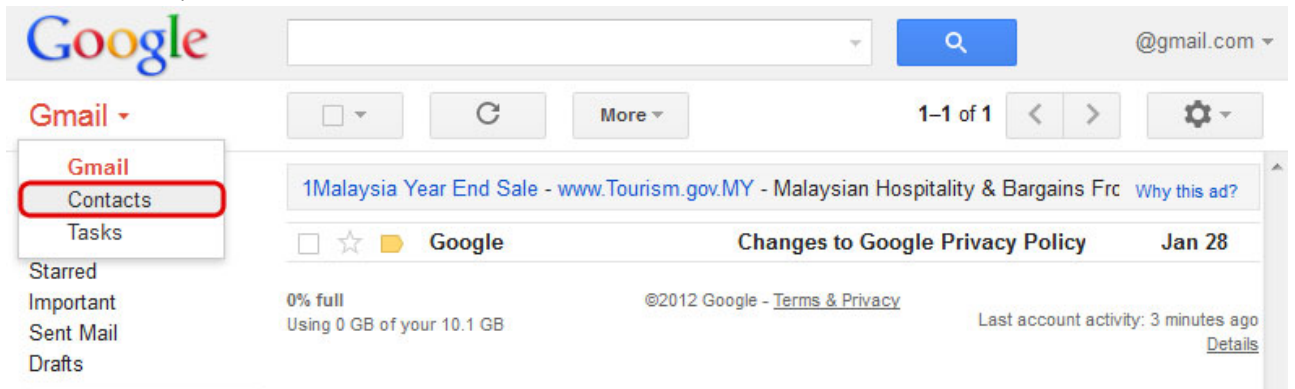 Google
@gmail.com
Gmail
More
1–1 of 1
Gmail
Contacts
Tasks
Starred
Important
Sent Mail
Drafts
1Malaysia Year End Sale - www.Tourism.gov.MY - Malaysian Hospitality & Bargains Frc Why this ad?
Google Changes to Google Privacy Policy Jan 28
0% full
Using 0 GB of your 10.1 GB
©2012 Google - Terms & Privacy
Last account activity: 3 minutes ago
Details